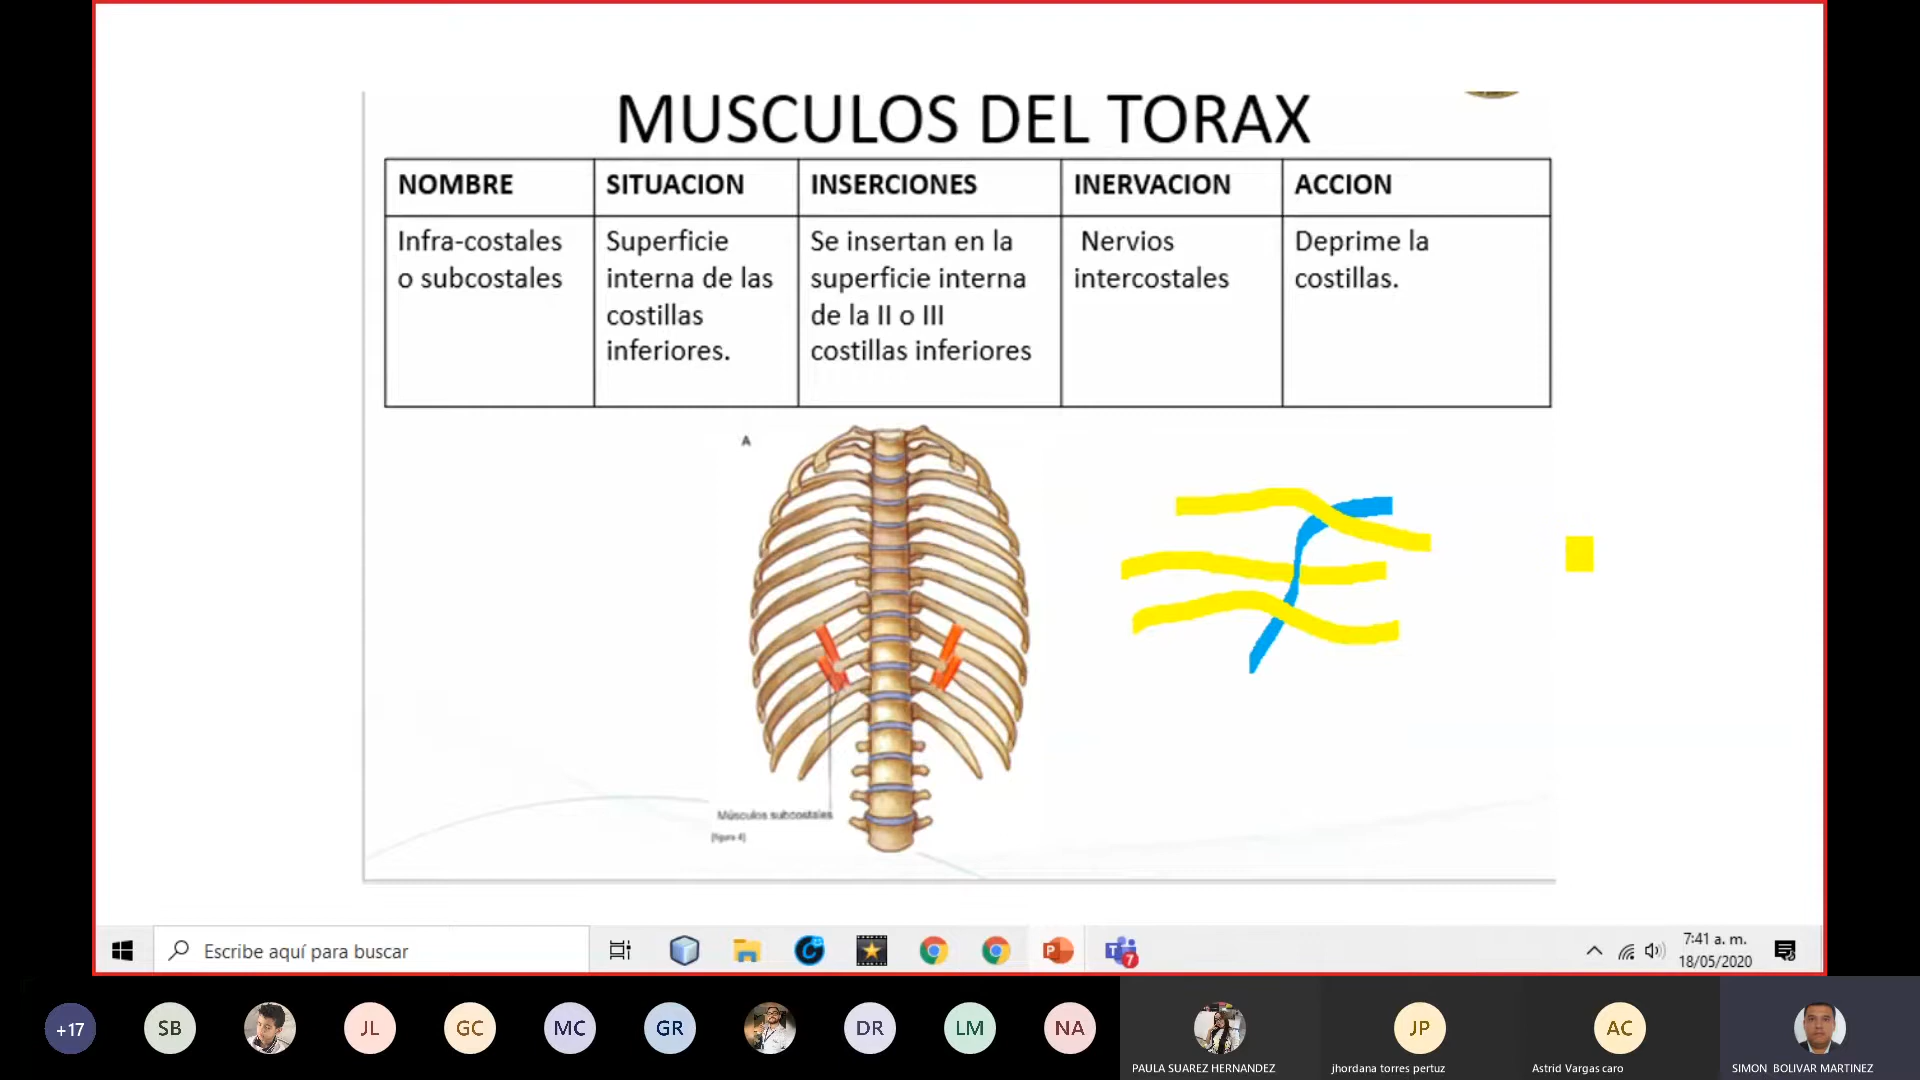 MUSCULOS DEL TORAX
NOMBRE
SITUACION
INSERCIONES
INERVACION
ACCION
Infra-costales
o subcostales
Superficie
interna de las
costillas
inferiores.
Se insertan en la
superficie interna
de la II o III
costillas inferiores
Nervios
intercostales
Deprime la
costillas.
A
Músculos subcostales
(figura 4)
Escribe aquí para buscar
7
7:41 a. m.
18/05/2020
+17
SB
JL
GC
MC
GR
DR
LM
NA
PAULA SUAREZ HERNANDEZ
JP
jhordana torres pertuz
AC
Astrid Vargas caro
SIMON BOLIVAR MARTINEZ